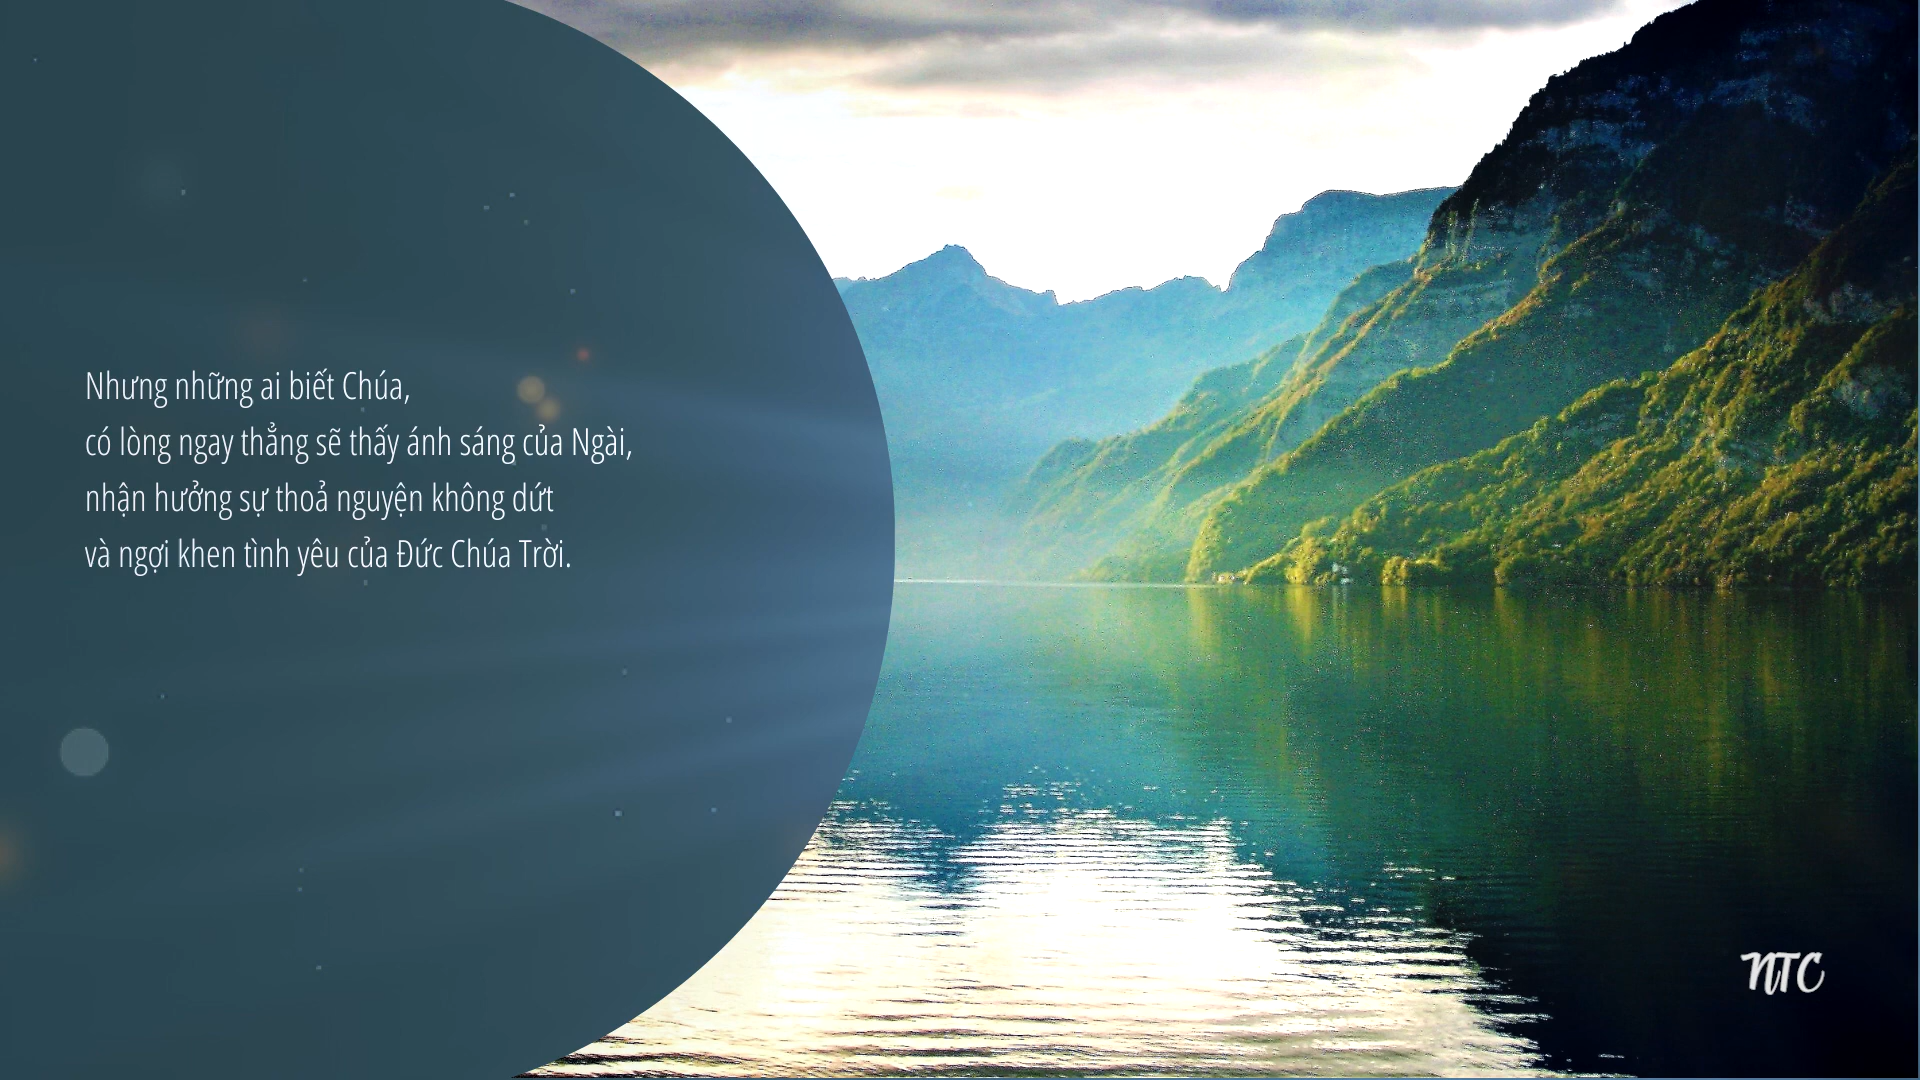 Nhưng những ai biết Chúa,
có lòng ngay thẳng sẽ thấy ánh sáng của Ngài,
nhận hưởng sự thoả nguyện không dứt
và ngợi khen tình yêu của Đức Chúa Trời.
NTC